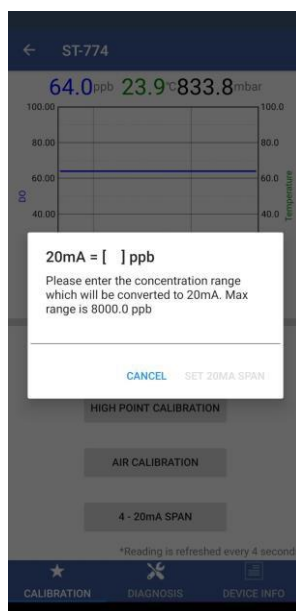 ST-774
64.0ppb 23.9°C 833.8mbar
100.00 100.0
80.00 80.0
60.00 60.0
DO Temperature
40.00 40.0
20mA = [ ] ppb
Please enter the concentration range
which will be converted to 20mA. Max
range is 8000.0 ppb
CANCEL SET 20MA SPAN
HIGH POINT CALIBRATION
AIR CALIBRATION
4 - 20mA SPAN
*Reading is refreshed every 4 second
CALIBRATION DIAGNOSIS DEVICE INFO